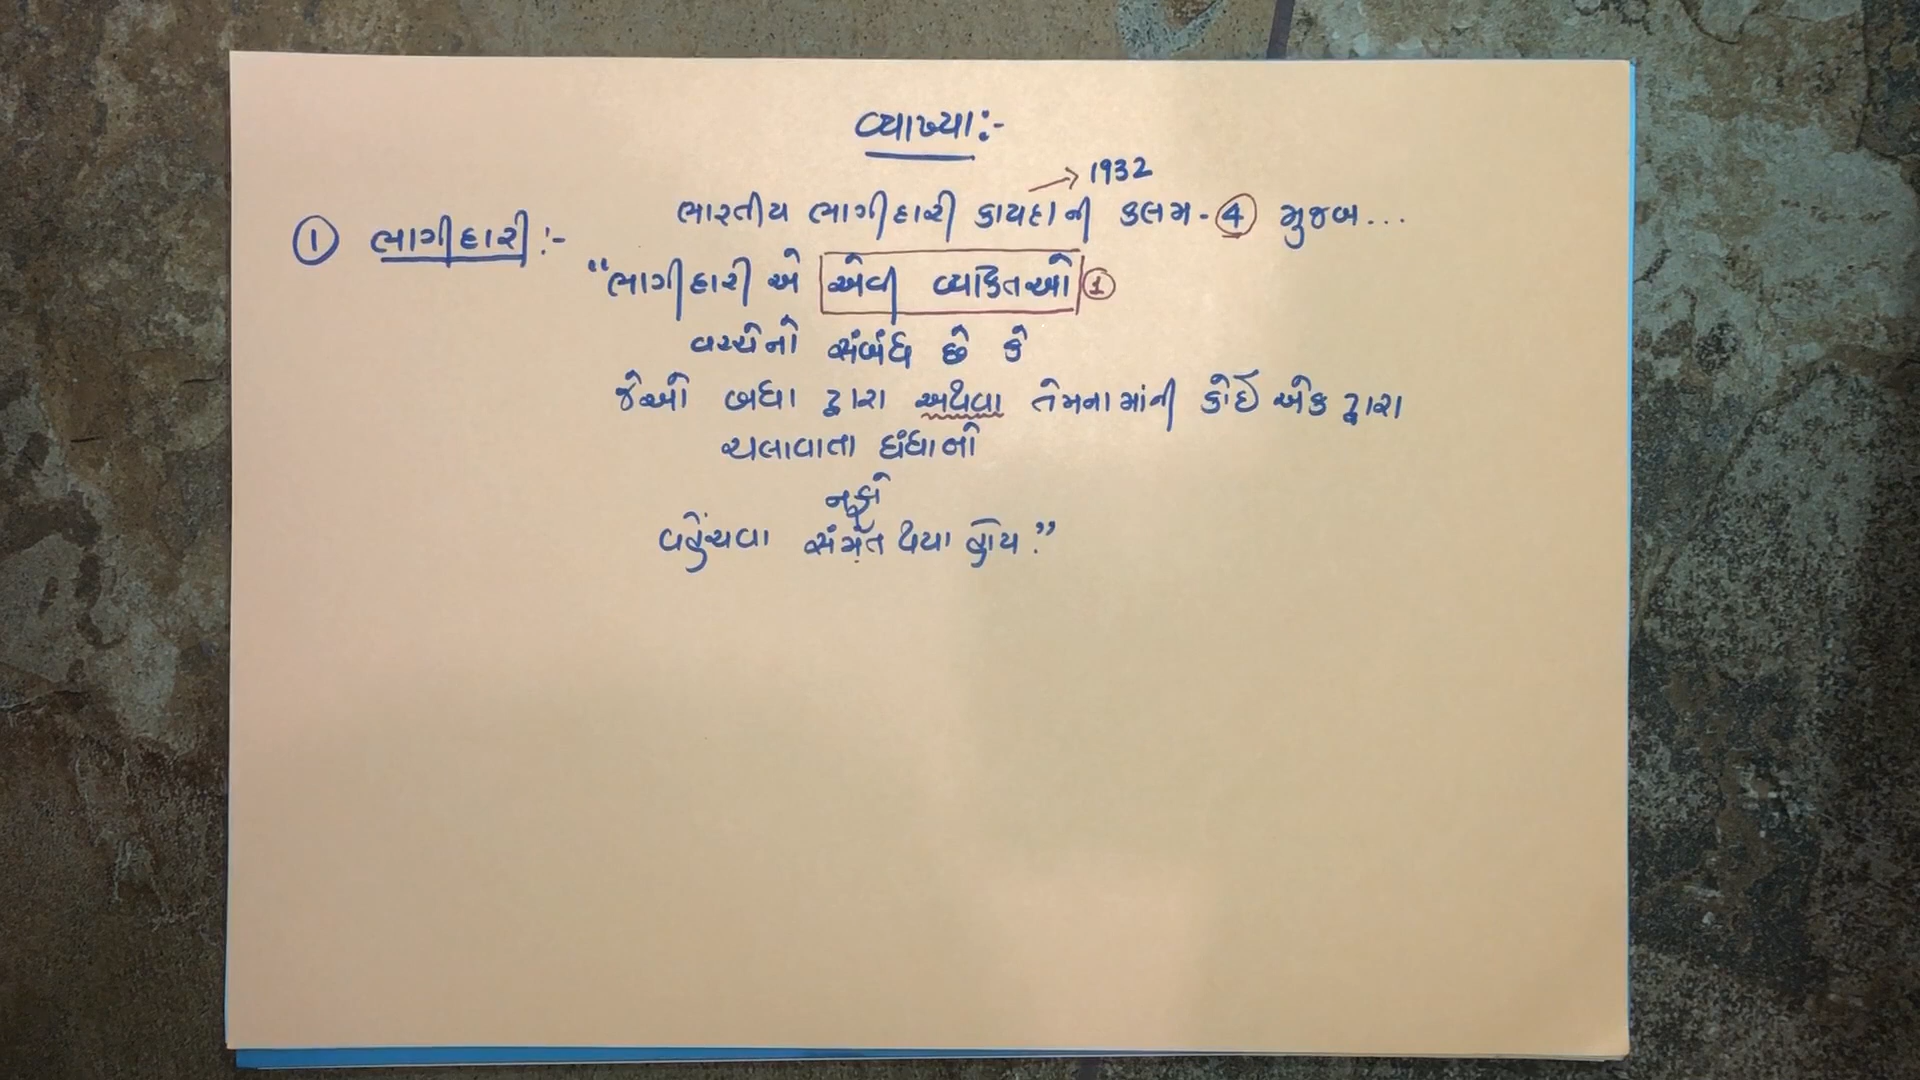 વ્યાખ્યા:-
→ 1932
ભારતીય ભાગીદારી કાયદાની કલમ-④ મુજબ...
① ભાગીદારી:-
“ભાગીદારી એ એવી વ્યકિતઓ ①
વચ્ચેનો સંબંધ છે કે
જેઓ બધા દ્વારા અથવા તેમનામાંની કોઈ એક દ્વારા
ચલાવાતા ધંધાનો
નફો
વહેંચવા સંમત થયા હોય.”